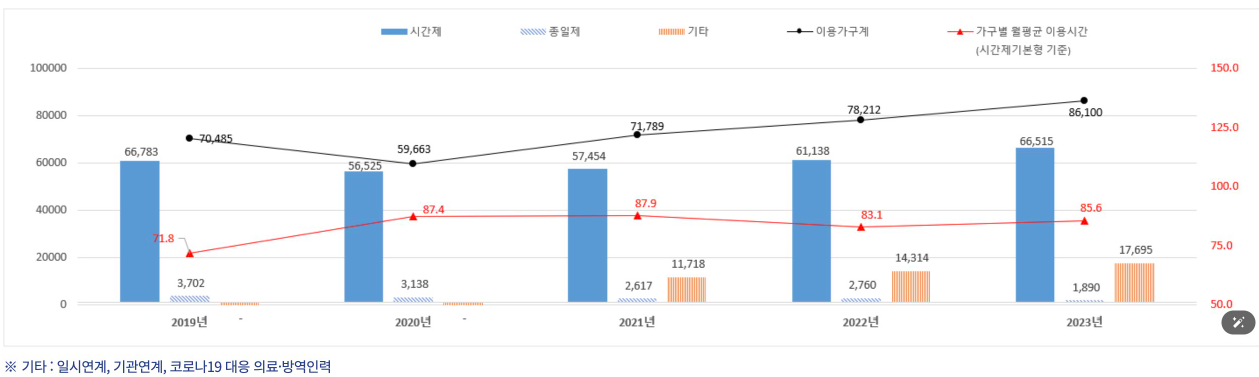 시간제 종일제 기타 이용가구계 가구별 월평균 이용시간
(시간제기본형 기준)
100000 150.0
80000 125.0
60000 100.0
40000 75.0
20000 50.0
0
70,485 59,663 71,789 78,212 86,100
66,783 56,525 57,454 61,138 66,515
71.8 87.4 87.9 83.1 85.6
3,702 3,138 2,617 2,760 1,890
- - 11,718 14,314 17,695
2019년 2020년 2021년 2022년 2023년
※ 기타 : 일시연계, 기관연계, 코로나19 대응 의료·방역인력